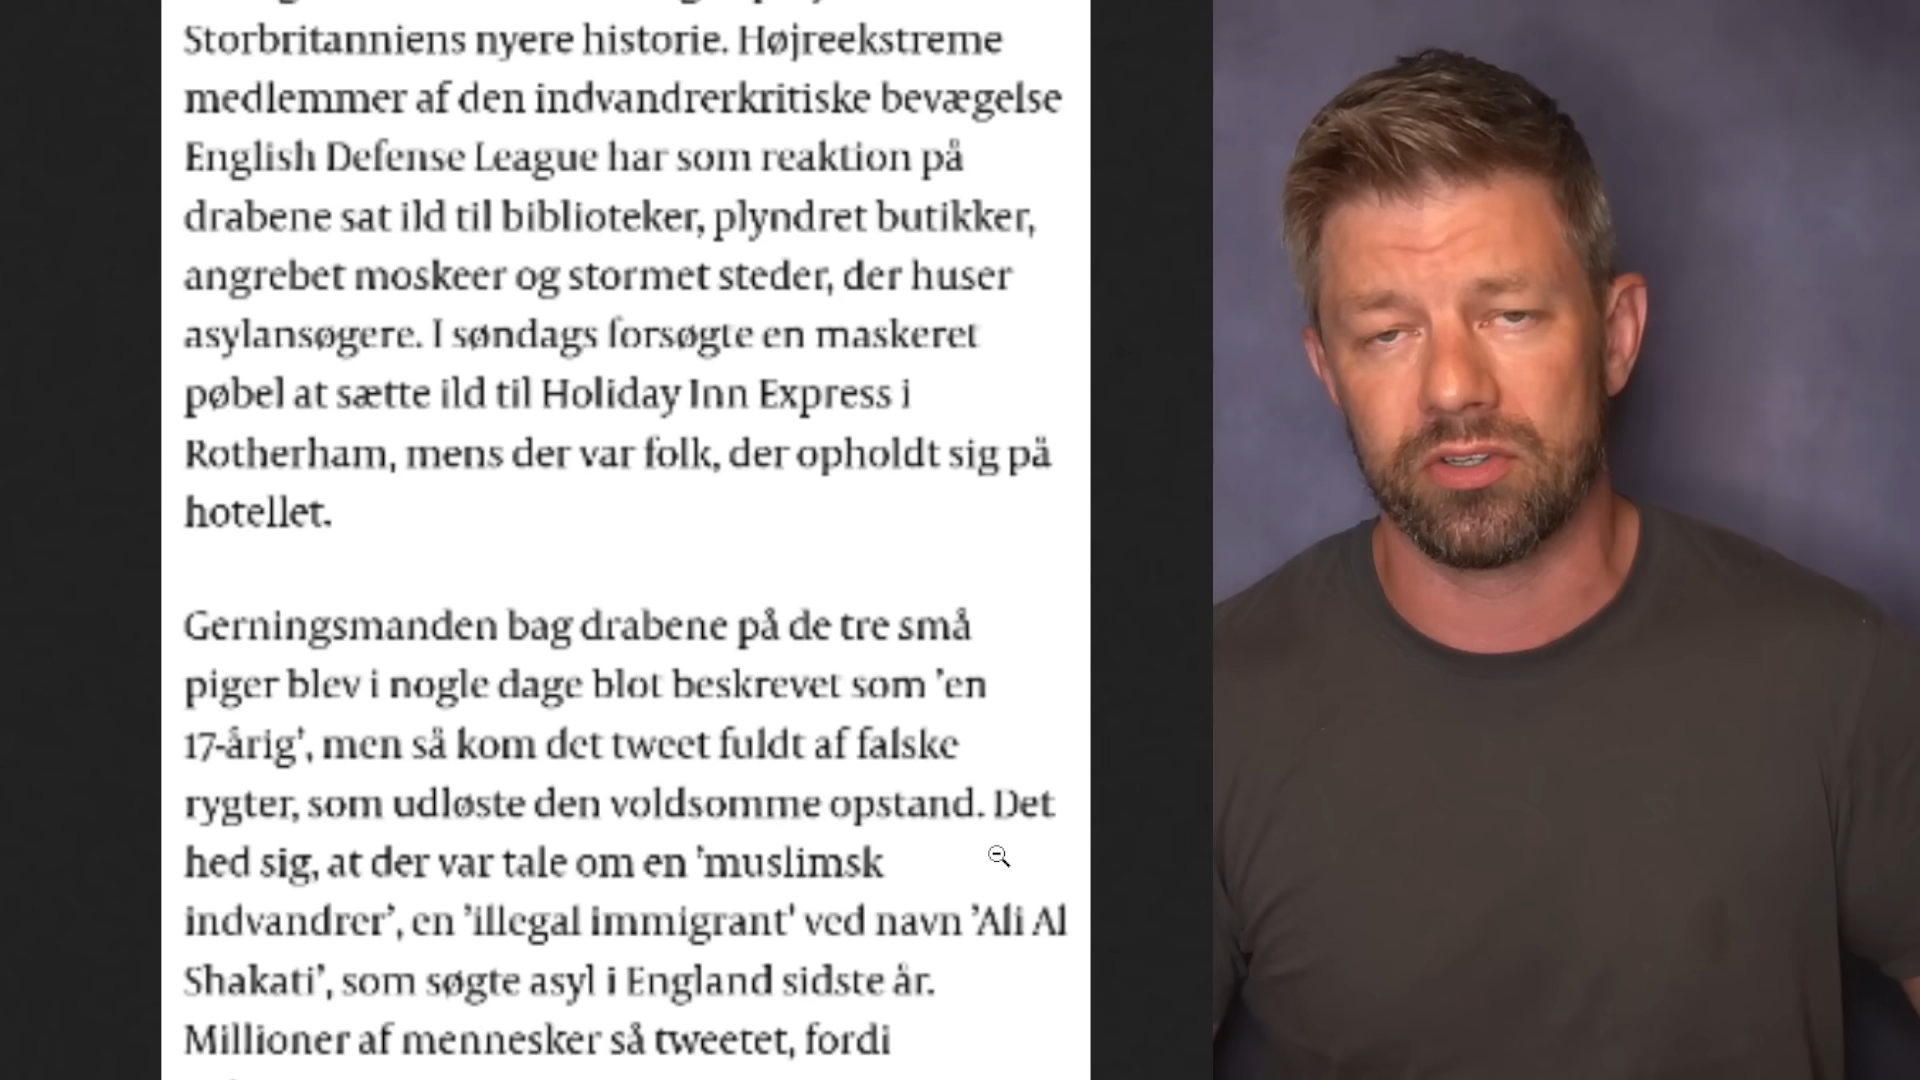 Storbritanniens nyere historie. Højreekstreme
medlemmer af den indvandrerkritiske bevægelse
English Defense League har som reaktion på
drabene sat ild til biblioteker, plyndret butikker,
angrebet moskeer og stormet steder, der huser
asylansøgere. I søndags forsøgte en maskeret
pøbel at sætte ild til Holiday Inn Express i
Rotherham, mens der var folk, der opholdt sig på
hotellet.
Gerningsmanden bag drabene på de tre små
piger blev i nogle dage blot beskrevet som ’en
17-årig’, men så kom det tweet fuldt af falske
rygter, som udløste den voldsomme opstand. Det
hed sig, at der var tale om en ’muslimsk
indvandrer’, en ’illegal immigrant' ved navn ’Ali Al
Shakati’, som søgte asyl i England sidste år.
Millioner af mennesker så tweetet, fordi